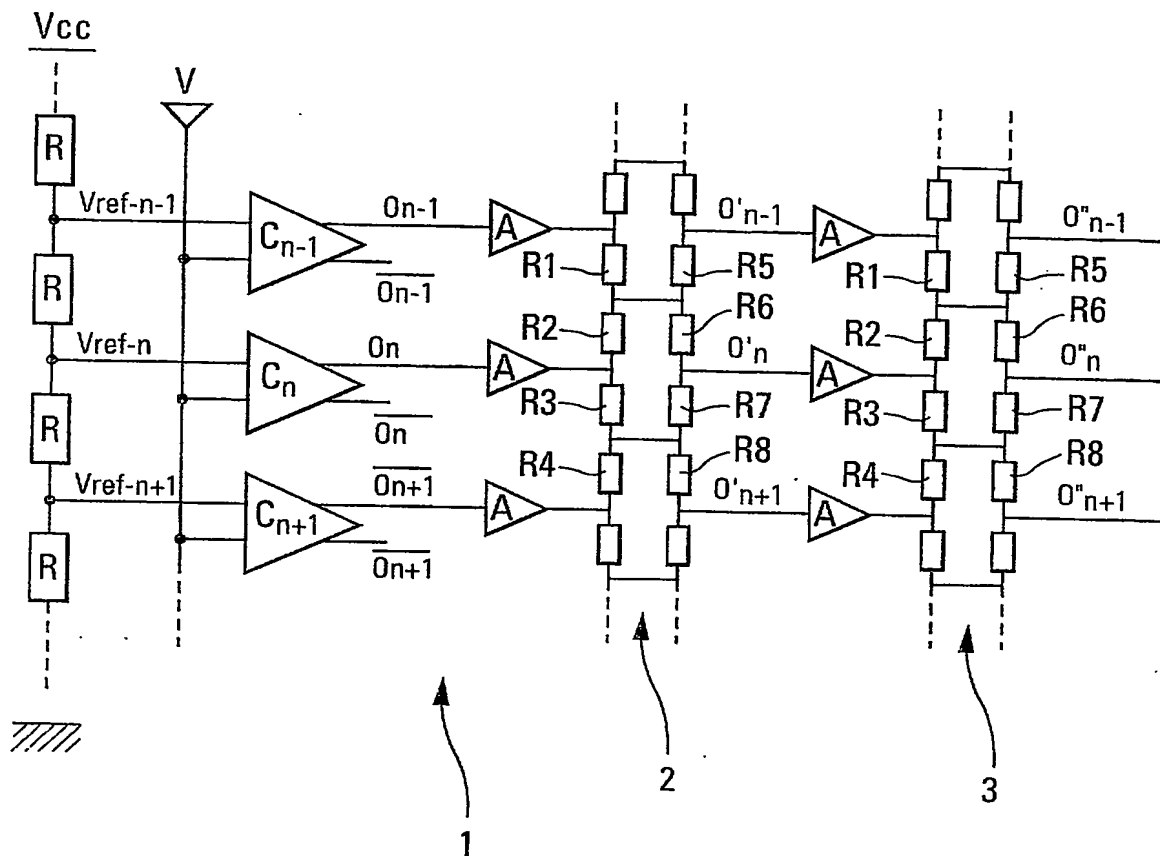 Vcc
V
R
Vref-n-1
Cn-1
On-1
On-1
A
R1
R5
O'n-1
A
R1
R5
O"n-1
R
R2
R6
R2
R6
Vref-n
Cn
On
On
A
O'n
A
O"n
R
R3
R7
R3
R7
R4
R8
R4
R8
Vref-n+1
Cn+1
On+1
On+1
A
O'n+1
A
O"n+1
R
1
2
3